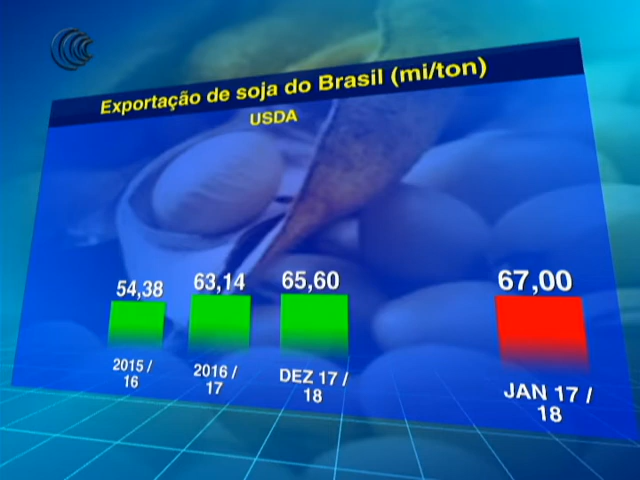 Exportação de soja do Brasil (mi/ton)
USDA
54,38
63,14
65,60
67,00
2015 /
16
2016 /
17
DEZ 17 /
18
JAN 17 /
18